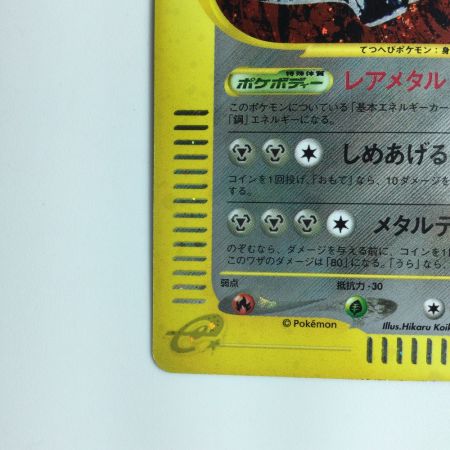 てつへびポケモン：身
特殊体質
ポケボディー レアメタル
このポケモンについている「基本エネルギーカー
「鋼」エネルギーになる。
しめあげる
コインを1回投げ、「おもて」なら、10ダメージを
する。
メタルテ
のぞむなら、ダメージを与える前に、コインを1
このワザのダメージは「80」になる。「うら」なら、
弱点 抵抗力 -30
© Pokémon Illus.Hikaru Koik
e